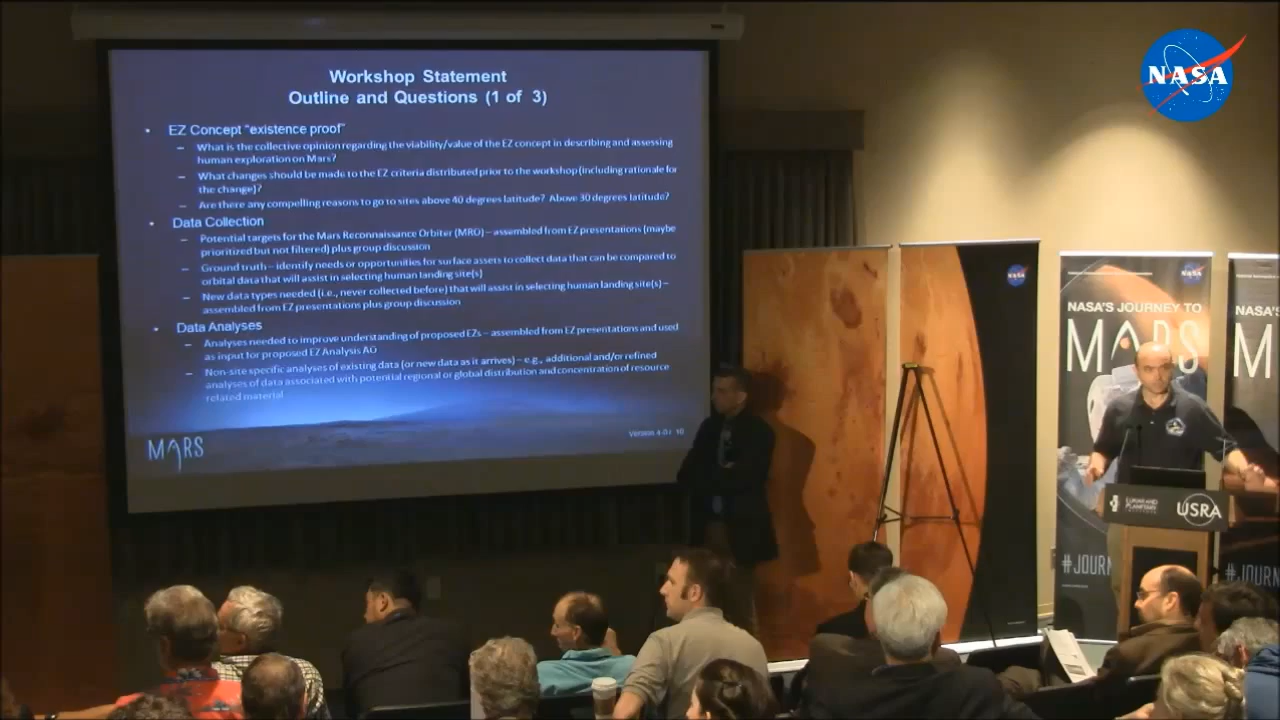 Workshop Statement
Outline and Questions (1 of 3)
• EZ Concept "existence proof"
– What is the collective opinion regarding the viability/value of the EZ concept in describing and assessing
human exploration on Mars?
– What changes should be made to the EZ criteria distributed prior to the workshop (including rationale for
the change)?
– Are there any compelling reasons to go to sites above 40 degrees latitude? Above 30 degrees latitude?
• Data Collection
– Potential targets for the Mars Reconnaissance Orbiter (MRO) – assembled from EZ presentations (maybe
prioritized but not filtered) plus group discussion
– Ground truth – identify needs or opportunities for surface assets to collect data that can be compared to
orbital data that will assist in selecting human landing site(s)
– New data types needed (i.e., never collected before) that will assist in selecting human landing site(s) –
assembled from EZ presentations plus group discussion
• Data Analyses
– Analyses needed to improve understanding of proposed EZs – assembled from EZ presentations and used
as input for proposed EZ Analysis AO
– Non-site specific analyses of existing data (or new data as it arrives) – e.g., additional and/or refined
analyses of data associated with potential regional or global distribution and concentration of resource
related material
MARS
Version 4.0 / 10
NASA
NASA
NASA'S JOURNEY TO
MARS
#JOURN
LUNAR AND
PLANETARY
USRA
M
#JOURN